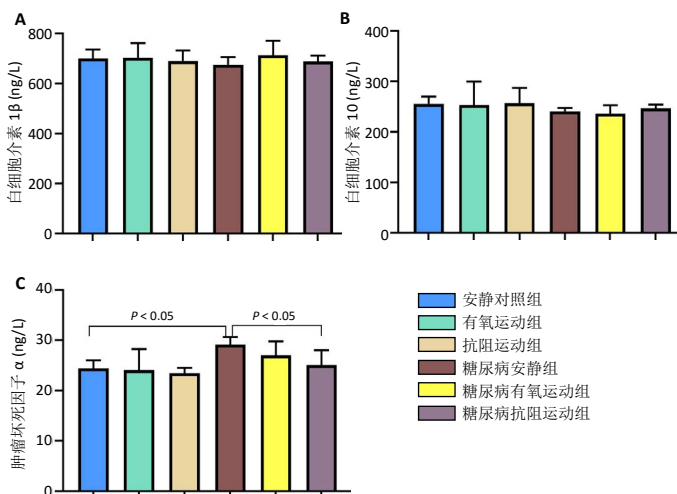 A
白细胞介素 1β (ng/L)
800
600
400
200
0
B
白细胞介素 10 (ng/L)
400
300
200
100
0
C
肿瘤坏死因子 α (ng/L)
40
30
20
10
0
P < 0.05
P < 0.05
安静对照组
有氧运动组
抗阻运动组
糖尿病安静组
糖尿病有氧运动组
糖尿病抗阻运动组